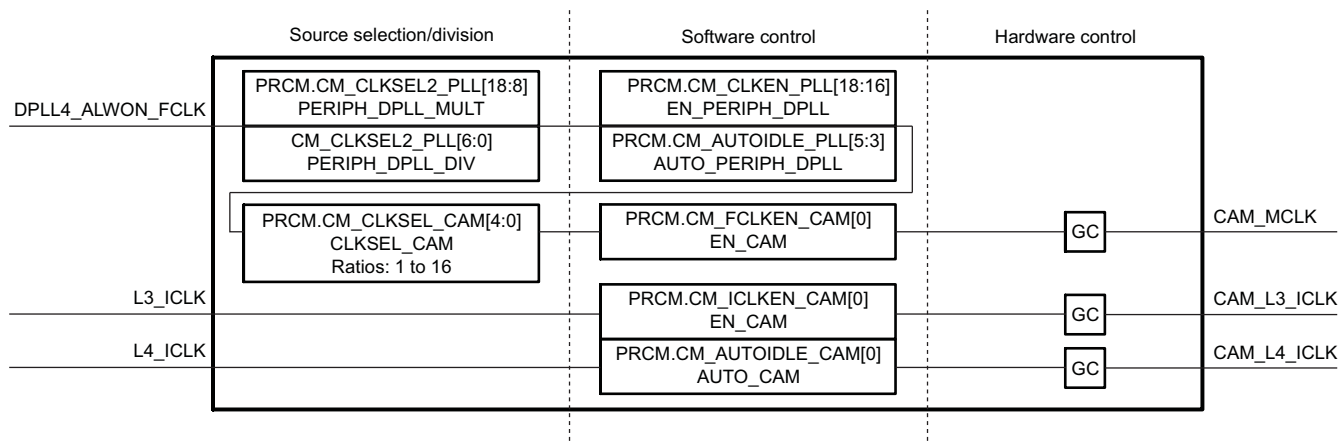 Source selection/division
Software control
Hardware control
DPLL4_ALWON_FCLK
PRCM.CM_CLKSEL2_PLL[18:8]
PERIPH_DPLL_MULT
CM_CLKSEL2_PLL[6:0]
PERIPH_DPLL_DIV
PRCM.CM_CLKEN_PLL[18:16]
EN_PERIPH_DPLL
PRCM.CM_AUTOIDLE_PLL[5:3]
AUTO_PERIPH_DPLL
PRCM.CM_CLKSEL_CAM[4:0]
CLKSEL_CAM
Ratios: 1 to 16
PRCM.CM_FCLKEN_CAM[0]
EN_CAM
GC
CAM_MCLK
L3_ICLK
PRCM.CM_ICLKEN_CAM[0]
EN_CAM
GC
CAM_L3_ICLK
L4_ICLK
PRCM.CM_AUTOIDLE_CAM[0]
AUTO_CAM
GC
CAM_L4_ICLK